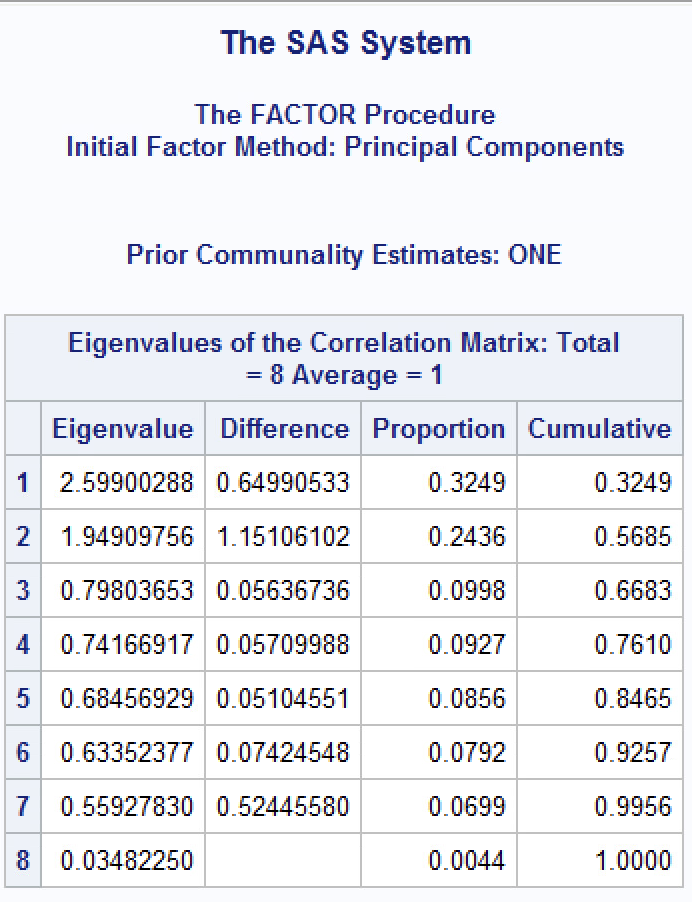 The SAS System
The FACTOR Procedure
Initial Factor Method: Principal Components
Prior Communality Estimates: ONE
Eigenvalues of the Correlation Matrix: Total
= 8 Average = 1
Eigenvalue Difference Proportion Cumulative
1 2.59900288 0.64990533 0.3249 0.3249
2 1.94909756 1.15106102 0.2436 0.5685
3 0.79803653 0.05636736 0.0998 0.6683
4 0.74166917 0.05709988 0.0927 0.7610
5 0.68456929 0.05104551 0.0856 0.8465
6 0.63352377 0.07424548 0.0792 0.9257
7 0.55927830 0.52445580 0.0699 0.9956
8 0.03482250 0.0044 1.0000